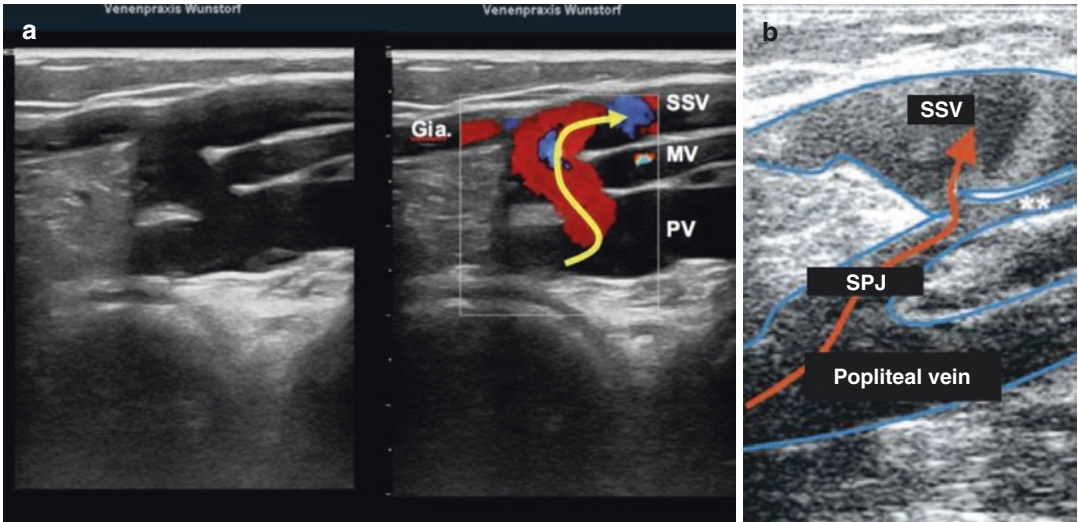 Venenpraxis Wunstorf
Venenpraxis Wunstorf
a
Gia.
SSV
MV
PV
b
SSV
**
SPJ
Popliteal vein